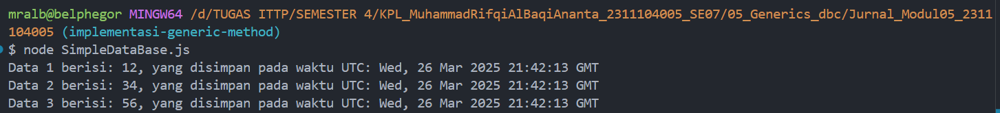 mralb@belphegor MINGW64 /d/TUGAS ITTP/SEMESTER 4/KPL_MuhammadRifqiAlBaqiAnanta_2311104005_SE07/05_Generics_dbc/Jurnal_Modul05_2311
104005 (implementasi-generic-method)
$ node SimpleDataBase.js
Data 1 berisi: 12, yang disimpan pada waktu UTC: Wed, 26 Mar 2025 21:42:13 GMT
Data 2 berisi: 34, yang disimpan pada waktu UTC: Wed, 26 Mar 2025 21:42:13 GMT
Data 3 berisi: 56, yang disimpan pada waktu UTC: Wed, 26 Mar 2025 21:42:13 GMT